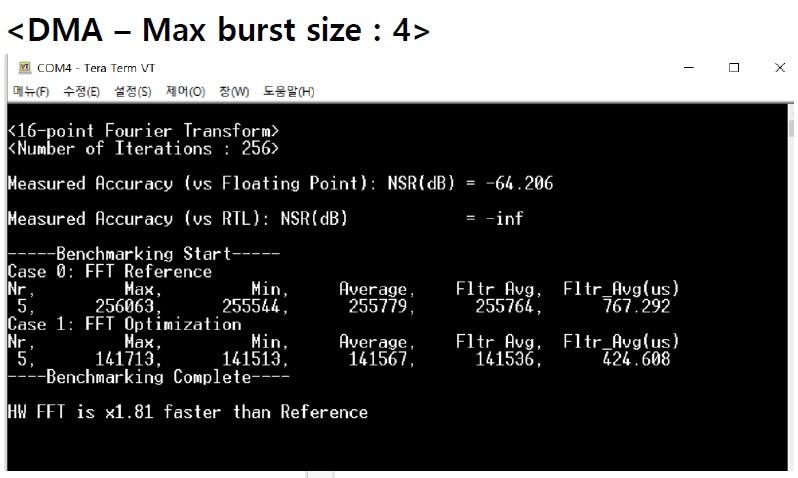 <DMA – Max burst size : 4>
COM4 - Tera Term VT
메뉴(F) 수정(E) 설정(S) 제어(O) 창(W) 도움말(H)
<16-point Fourier Transform>
<Number of Iterations : 256>
Measured Accuracy (vs Floating Point): NSR(dB) = -64.206
Measured Accuracy (vs RTL): NSR(dB) = -inf
-----Benchmarking Start-----
Case 0: FFT Reference
Nr, Max, Min, Average, Fltr Avg, Fltr_Avg(us)
5, 256063, 255544, 255779, 255764, 767.292
Case 1: FFT Optimization
Nr, Max, Min, Average, Fltr Avg, Fltr_Avg(us)
5, 141713, 141513, 141567, 141536, 424.608
----Benchmarking Complete----
HW FFT is x1.81 faster than Reference